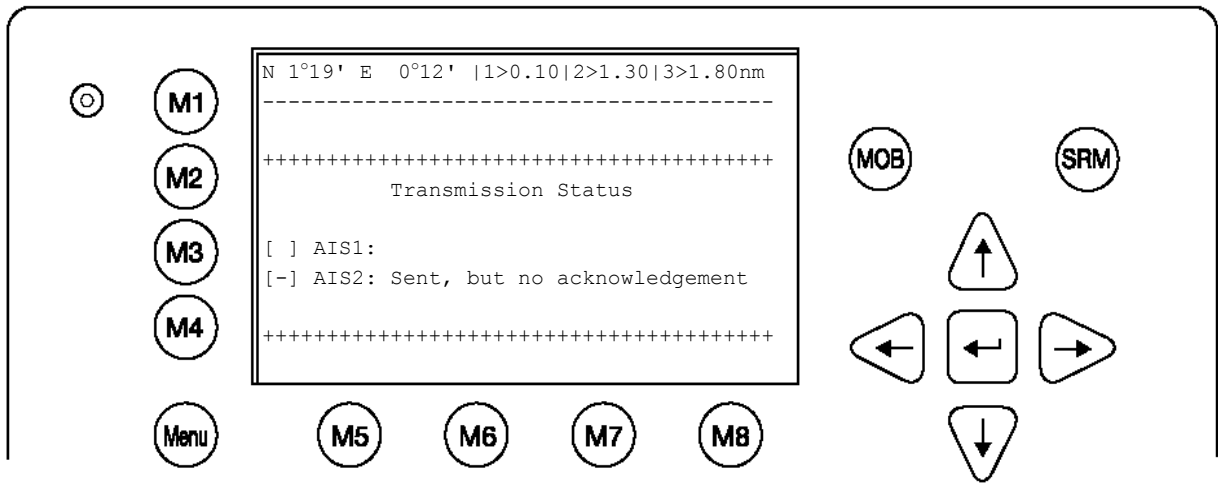 N 1°19' E  0°12' |1>0.10|2>1.30|3>1.80nm
----------------------------------------
++++++++++++++++++++++++++++++++++++++++
Transmission Status
[ ] AIS1:
[-] AIS2: Sent, but no acknowledgement
++++++++++++++++++++++++++++++++++++++++
M1
M2
M3
M4
Menu
M5
M6
M7
M8
MOB
SRM